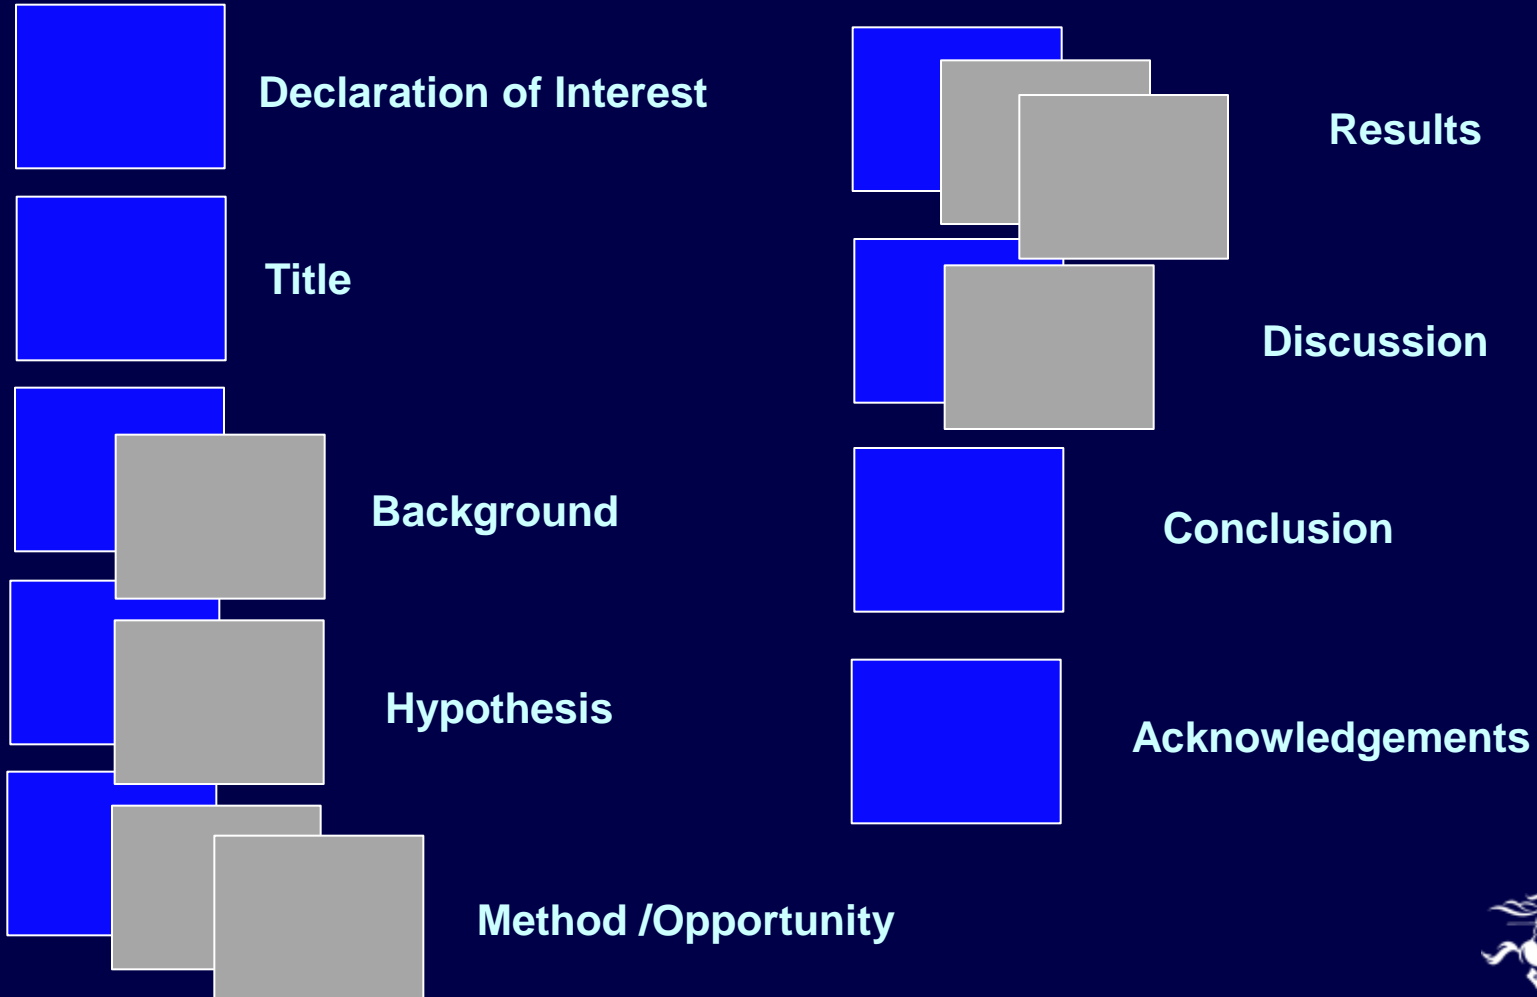 Declaration of Interest
Title
Background
Hypothesis
Method /Opportunity
Results
Discussion
Conclusion
Acknowledgements